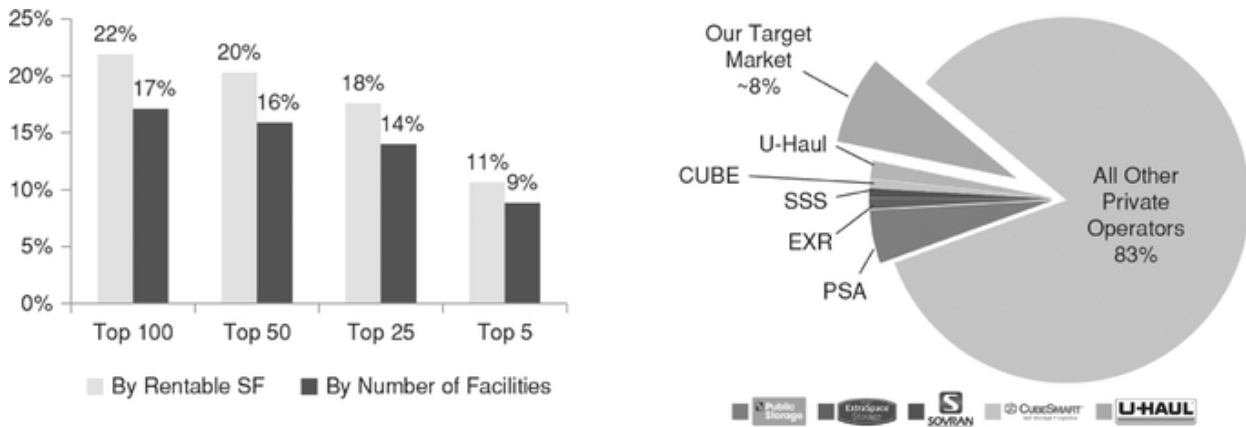 25%
20%
15%
10%
5%
0%
22%
17%
20%
16%
18%
14%
11%
9%
Top 100
Top 50
Top 25
Top 5
By Rentable SF
By Number of Facilities
Our Target
Market
~8%
U-Haul
CUBE
SSS
EXR
PSA
All Other
Private
Operators
83%
Public
Storage
ExtraSpace
Storage
S
SOVRAN
CUBESMART
U-HAUL